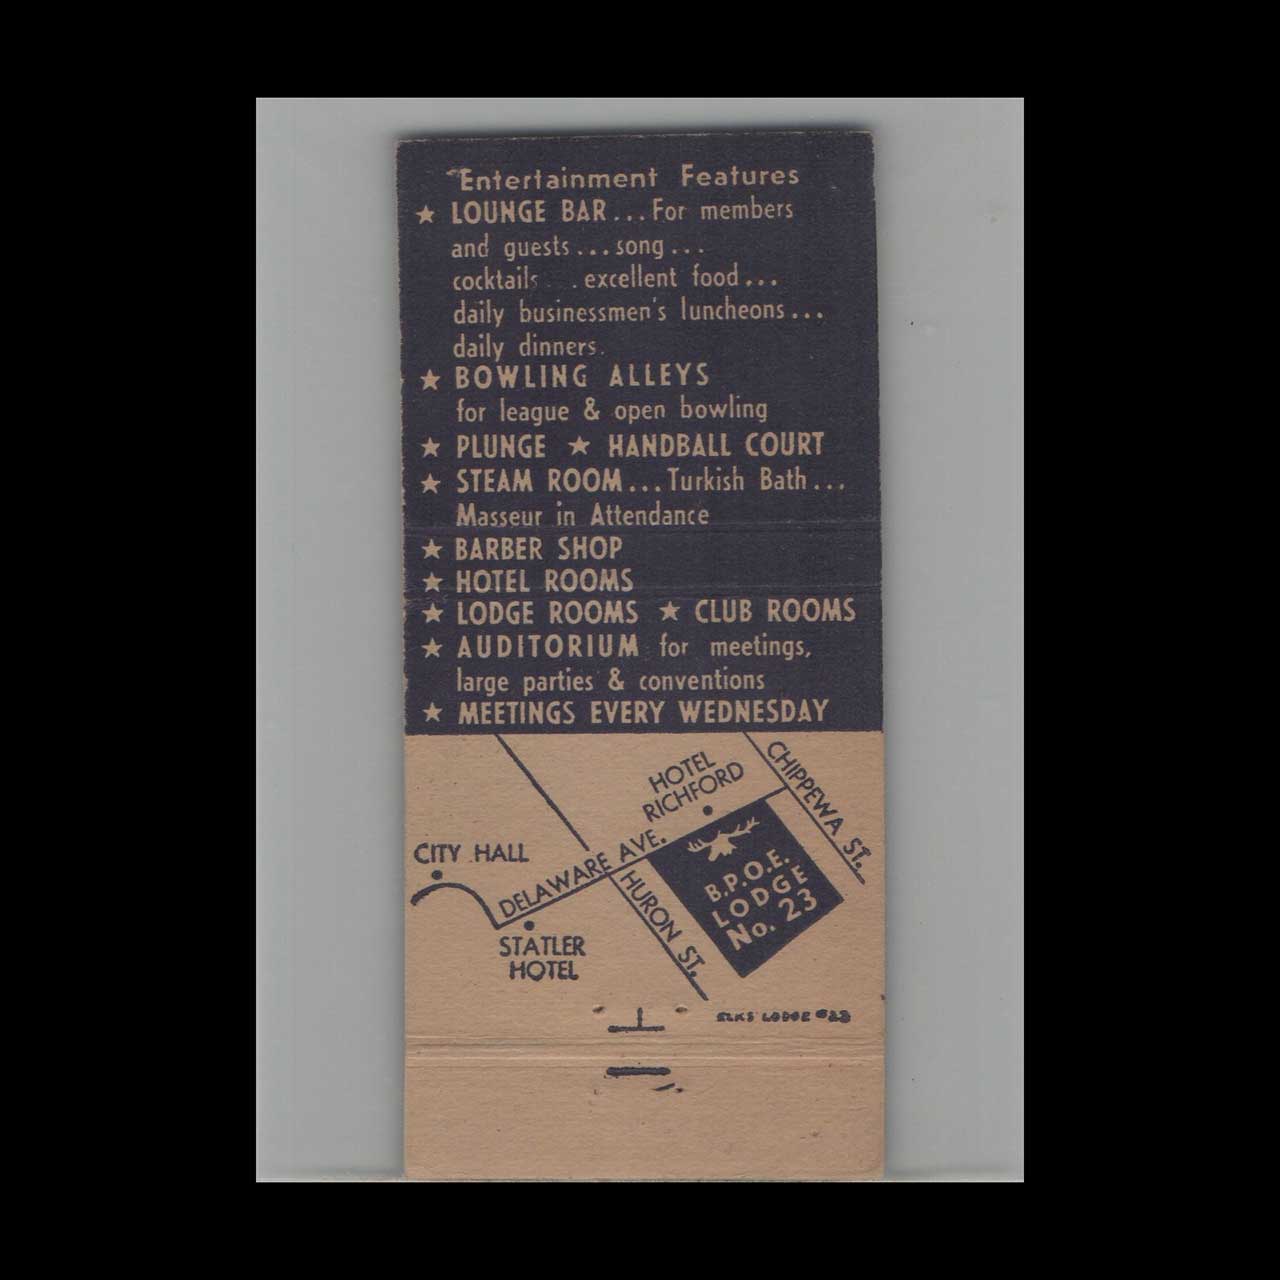 Entertainment Features
★ LOUNGE BAR...For members
and guests...song...
cocktails . .excellent food...
daily businessmen's luncheons...
daily dinners.
★ BOWLING ALLEYS
for league & open bowling
★ PLUNGE ★ HANDBALL COURT
★ STEAM ROOM...Turkish Bath...
Masseur in Attendance
★ BARBER SHOP
★ HOTEL ROOMS
★ LODGE ROOMS ★ CLUB ROOMS
★ AUDITORIUM for meetings,
large parties & conventions
★ MEETINGS EVERY WEDNESDAY
HOTEL
RICHFORD
CHIPPEWA ST.
CITY HALL
DELAWARE AVE.
STATLER
HOTEL
HURON ST.
B.P.O.E.
LODGE
No. 23
ELKS LODGE #23